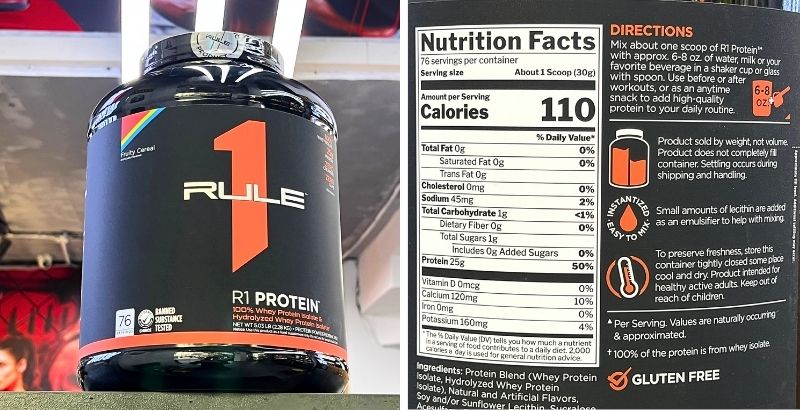 RULE
Fruity Cereal
RULE 1
R1 PROTEIN™
100% Whey Protein Isolate &
Hydrolyzed Whey Protein Isolate
NET WT 5.03 LB (2.28 KG)
76
BANNED
SUBSTANCE
TESTED
Nutrition Facts
76 servings per container
Serving size About 1 Scoop (30g)
Amount per Serving
Calories 110
% Daily Value*
Total Fat 0g 0%
Saturated Fat 0g 0%
Trans Fat 0g
Cholesterol 0mg 0%
Sodium 45mg 2%
Total Carbohydrate 1g <1%
Dietary Fiber 0g 0%
Total Sugars 1g
Includes 0g Added Sugars 0%
Protein 25g 50%
Vitamin D 0mcg 0%
Calcium 120mg 10%
Iron 0mg 0%
Potassium 160mg 4%
*The % Daily Value (DV) tells you how much a nutrient
in a serving of food contributes to a daily diet. 2,000
calories a day is used for general nutrition advice.
Ingredients: Protein Blend (Whey Protein
Isolate, Hydrolyzed Whey Protein
Isolate), Natural and Artificial Flavors,
Soy and/or Sunflower Lecithin, Sucralose,
DIRECTIONS
Mix about one scoop of R1 Protein™
with approx. 6-8 oz. of water, milk or your
favorite beverage in a shaker cup or glass
with spoon. Use before or after
workouts, or as an anytime
snack to add high-quality
protein to your daily routine.
6-8
OZ.
Product sold by weight, not volume.
Product does not completely fill
container. Settling occurs during
shipping and handling.
INSTANTIZED
EASY TO MIX
Small amounts of lecithin are added
as an emulsifier to help with mixing.
To preserve freshness, store this
container tightly closed some place
cool and dry. Product intended for
healthy active adults. Keep out of
reach of children.
▲ Per Serving. Values are naturally occurring
& approximated.
† 100% of the protein is from whey isolate.
GLUTEN FREE